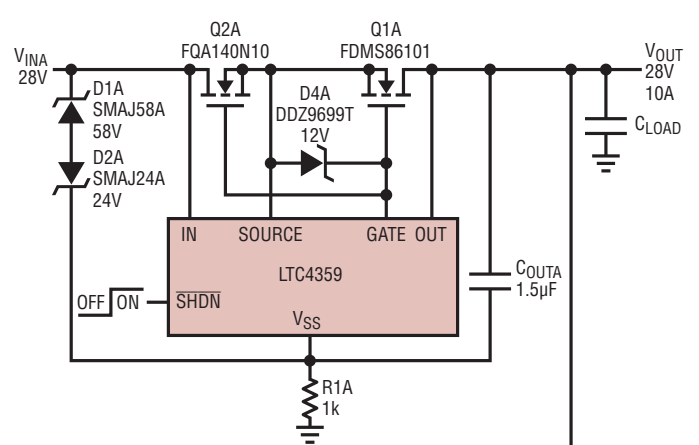 Q2A
FQA140N10
Q1A
FDMS86101
VINA
28V
VOUT
28V
10A
D1A
SMAJ58A
58V
D4A
DDZ9699T
12V
CLOAD
D2A
SMAJ24A
24V
IN
SOURCE
GATE
OUT
LTC4359
COUTA
1.5µF
OFF
ON
SHDN
VSS
R1A
1k